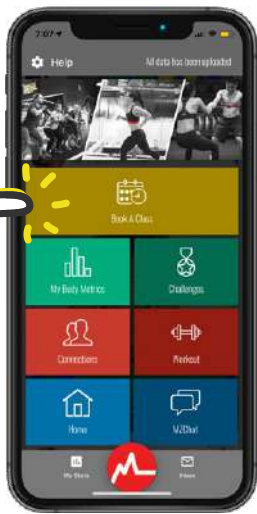 7:07
Help All data has been uploaded
Book A Class
My Body Metrics Challenges
Connections Workout
Home MZChat
My Stats